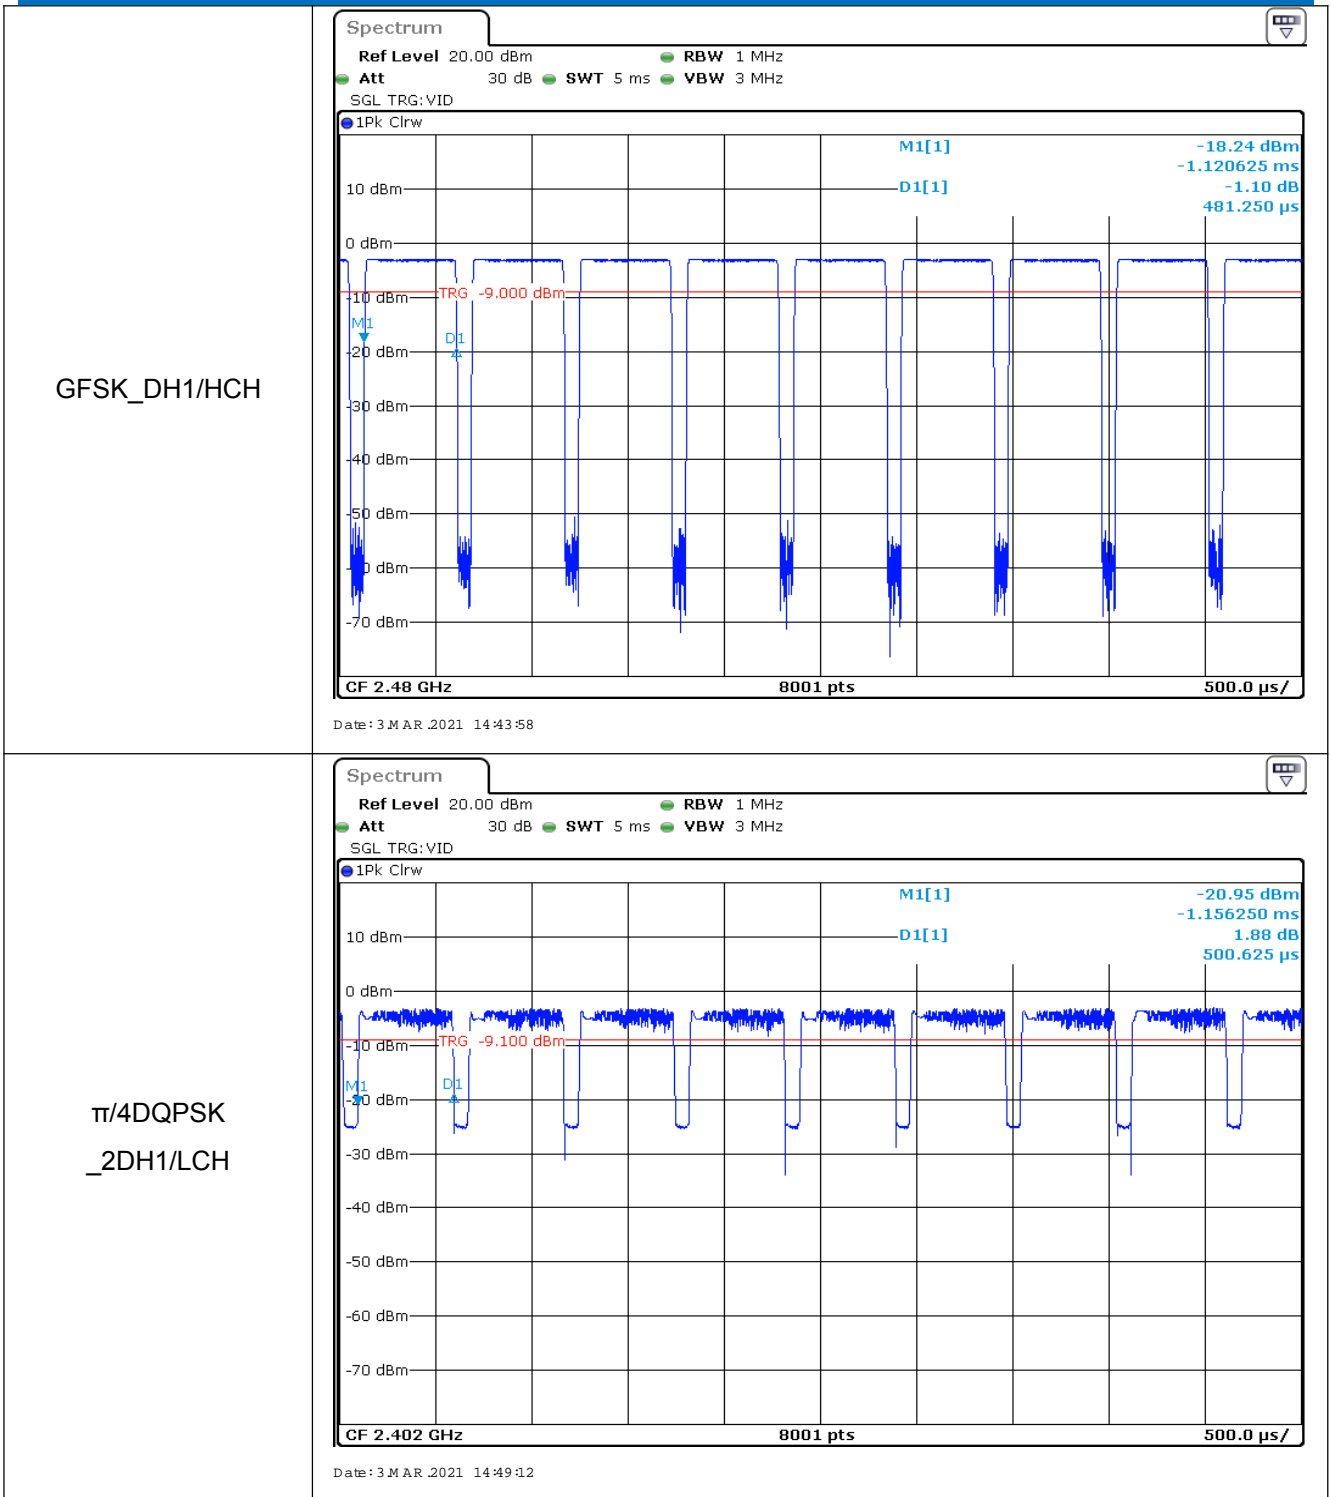 GFSK_DH1/HCH
Spectrum
Ref Level 20.00 dBm RBW 1 MHz
Att 30 dB SWT 5 ms VBW 3 MHz
SGL TRG:VID
1Pk Clrw
M1[1] -18.24 dBm
-1.120625 ms
10 dBm D1[1] -1.10 dB
481.250 µs
0 dBm
-10 dBm TRG -9.000 dBm
M1
D1
-20 dBm
-30 dBm
-40 dBm
-50 dBm
-60 dBm
-70 dBm
CF 2.48 GHz 8001 pts 500.0 µs/
Date: 3.MAR.2021 14:43:58
π/4DQPSK
_2DH1/LCH
Spectrum
Ref Level 20.00 dBm RBW 1 MHz
Att 30 dB SWT 5 ms VBW 3 MHz
SGL TRG:VID
1Pk Clrw
M1[1] -20.95 dBm
-1.156250 ms
10 dBm D1[1] 1.88 dB
500.625 µs
0 dBm
-10 dBm TRG -9.100 dBm
M1 D1
-20 dBm
-30 dBm
-40 dBm
-50 dBm
-60 dBm
-70 dBm
CF 2.402 GHz 8001 pts 500.0 µs/
Date: 3.MAR.2021 14:49:12